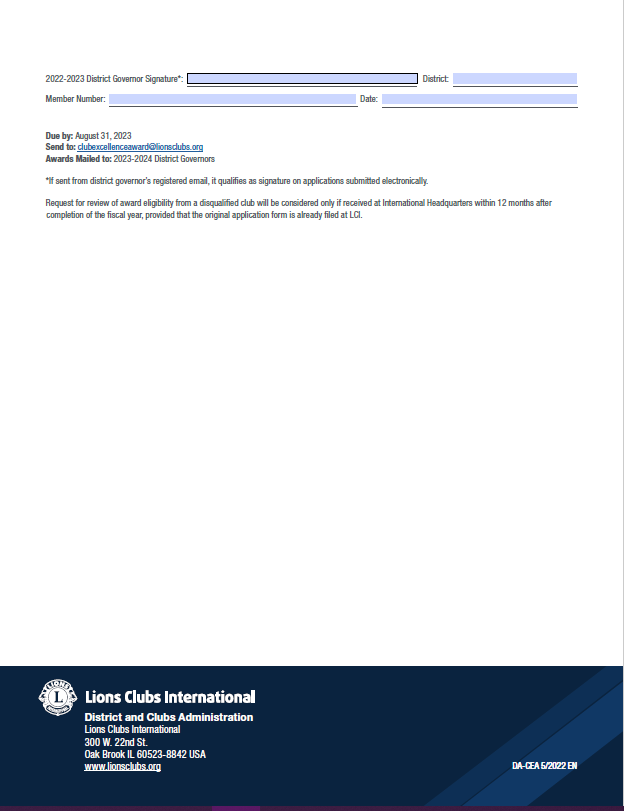 2022-2023 District Governor Signature*: District:
Member Number: Date:
Due by: August 31, 2023
Send to: clubexcellenceaward@lionsclubs.org
Awards Mailed to: 2023-2024 District Governors
*If sent from district governor's registered email, it qualifies as signature on applications submitted electronically.
Request for review of award eligibility from a disqualified club will be considered only if received at International Headquarters within 12 months after
completion of the fiscal year, provided that the original application form is already filed at LCI.
LIONS
L
INTERNATIONAL
Lions Clubs International
District and Clubs Administration
Lions Clubs International
300 W. 22nd St.
Oak Brook IL 60523-8842 USA
www.lionsclubs.org
DA-CEA 5/2022 EN